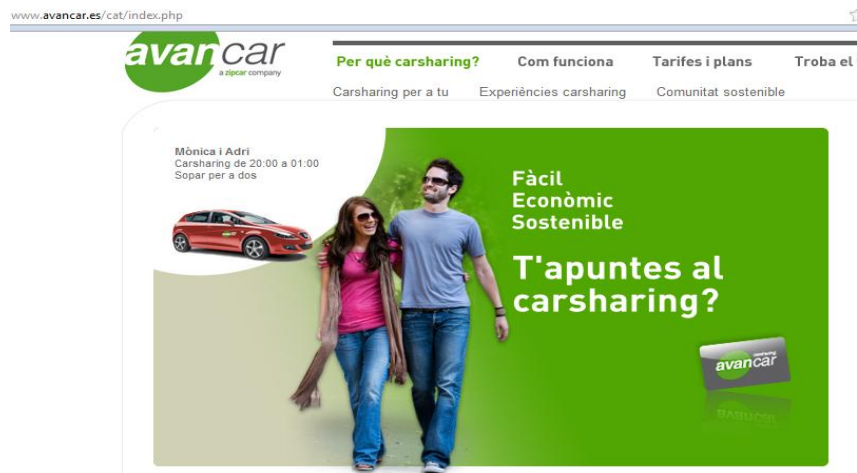 www.avancar.es/cat/index.php
avancar
a zipcar company
Per què carsharing? Com funciona Tarifes i plans Troba el
Carsharing per a tu Experiències carsharing Comunitat sostenible
Mònica i Adri
Carsharing de 20:00 a 01:00
Sopar per a dos
Fàcil
Econòmic
Sostenible
T'apuntes al
carsharing?
carsharing
avancar